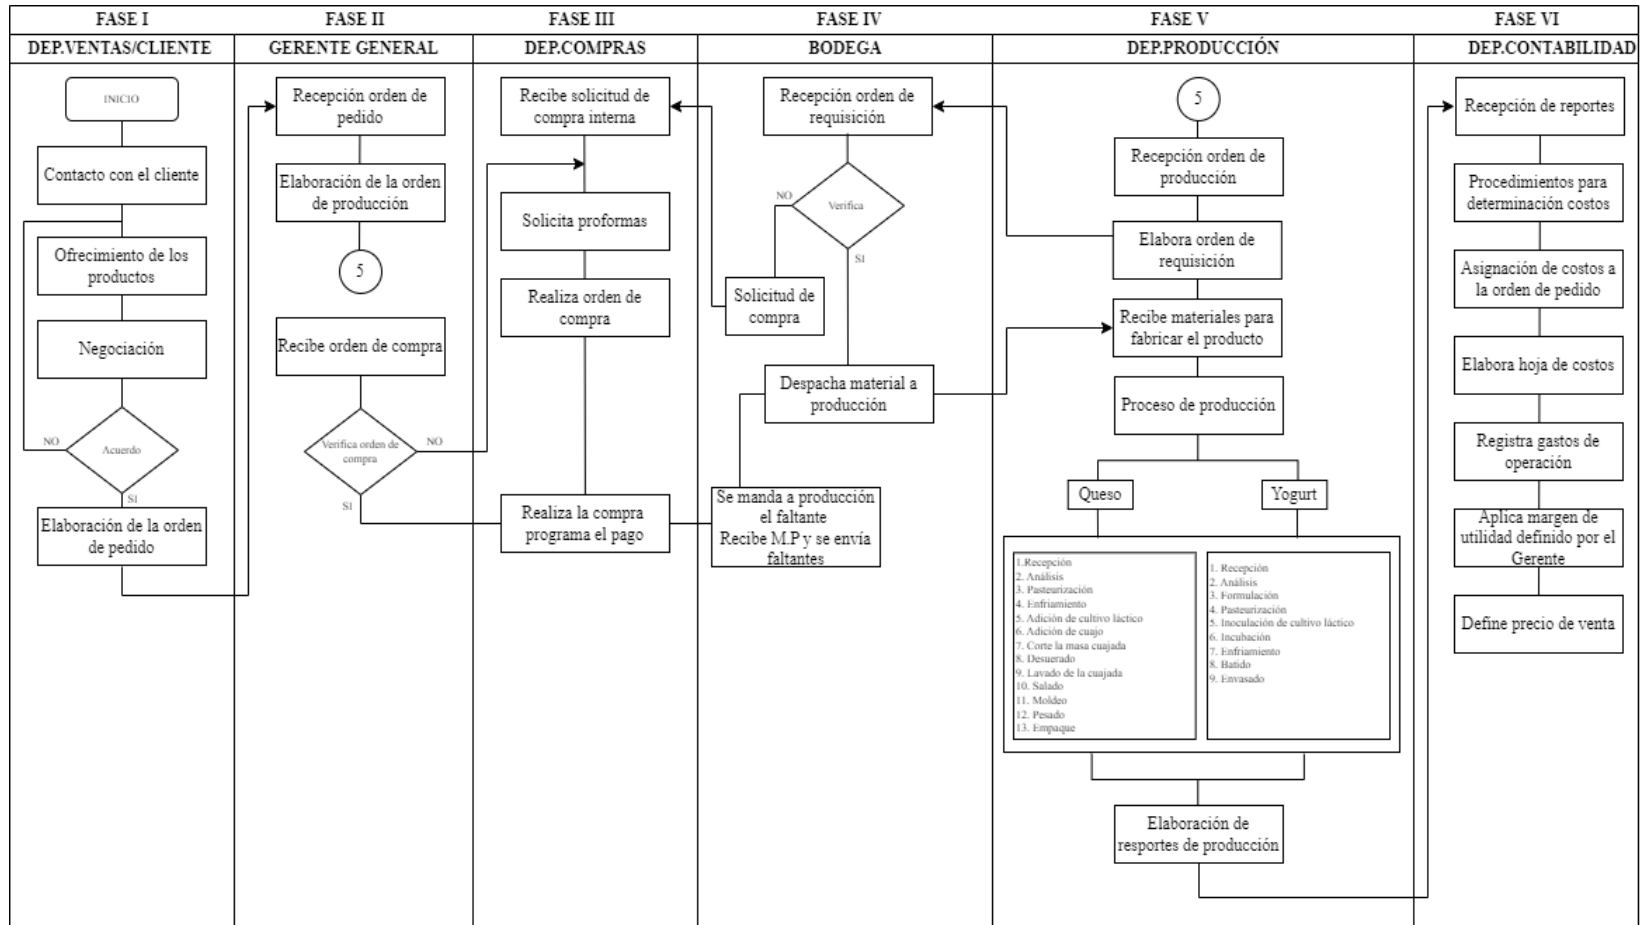 FASE I
FASE II
FASE III
FASE IV
FASE V
FASE VI
DEP.VENTAS/CLIENTE
GERENTE GENERAL
DEP.COMPRAS
BODEGA
DEP.PRODUCCIÓN
DEP.CONTABILIDAD
INICIO
Contacto con el cliente
Ofrecimiento de los
productos
Negociación
Acuerdo
NO
SI
Elaboración de la orden
de pedido
Recepción orden de
pedido
Elaboración de la orden
de producción
5
Recibe orden de compra
Verifica orden de
compra
NO
SI
Recibe solicitud de
compra interna
Solicita proformas
Realiza orden de
compra
Realiza la compra
programa el pago
Recepción orden de
requisición
Verifica
NO
SI
Solicitud de
compra
Despacha material a
producción
Se manda a producción
el faltante
Recibe M.P y se envía
faltantes
5
Recepción orden de
producción
Elabora orden de
requisición
Recibe materiales para
fabricar el producto
Proceso de producción
Queso
Yogurt
1.Recepción
2. Análisis
3. Pasteurización
4. Enfriamiento
5. Adición de cultivo láctico
6. Adición de cuajo
7. Corte la masa cuajada
8. Desuerado
9. Lavado de la cuajada
10. Salado
11. Moldeo
12. Pesado
13. Empaque
1. Recepción
2. Análisis
3. Formulación
4. Pasteurización
5. Inoculación de cultivo láctico
6. Incubación
7. Enfriamiento
8. Batido
9. Envasado
Elaboración de
resportes de producción
Recepción de reportes
Procedimientos para
determinación costos
Asignación de costos a
la orden de pedido
Elabora hoja de costos
Registra gastos de
operación
Aplica margen de
utilidad definido por el
Gerente
Define precio de venta